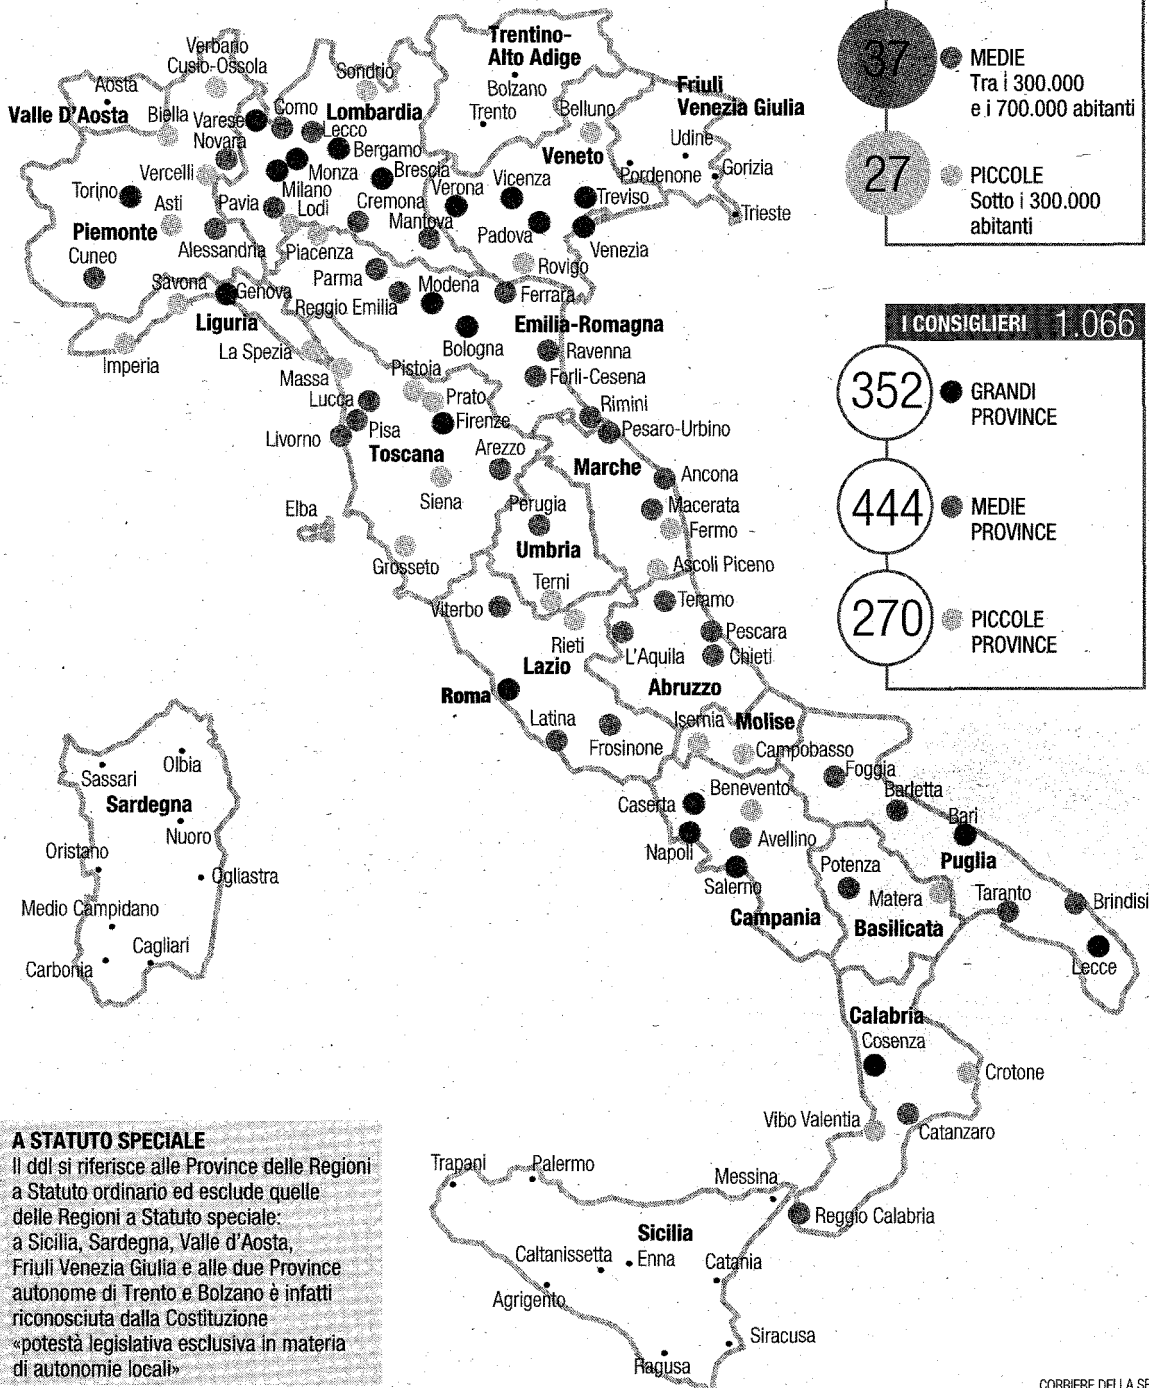 37
MEDIE
Tra i 300.000
e i 700.000 abitanti
27
PICCOLE
Sotto i 300.000
abitanti
I CONSIGLIERI 1.066
352
GRANDI
PROVINCE
444
MEDIE
PROVINCE
270
PICCOLE
PROVINCE
Valle D'Aosta
Aosta
Piemonte
Verbano
Cusio-Ossola
Biella
Novara
Vercelli
Torino
Asti
Alessandria
Cuneo
Lombardia
Sondrio
Varese
Como
Lecco
Bergamo
Monza
Milano
Brescia
Pavia
Lodi
Cremona
Mantova
Trentino-
Alto Adige
Bolzano
Trento
Friuli
Venezia Giulia
Udine
Pordenone
Gorizia
Trieste
Veneto
Belluno
Verona
Vicenza
Treviso
Padova
Venezia
Rovigo
Liguria
Savona
Genova
Imperia
La Spezia
Emilia-Romagna
Piacenza
Parma
Reggio Emilia
Modena
Bologna
Ferrara
Ravenna
Forlì-Cesena
Rimini
Toscana
Massa
Lucca
Pistoia
Prato
Firenze
Pisa
Livorno
Arezzo
Siena
Grosseto
Elba
Marche
Pesaro-Urbino
Ancona
Macerata
Fermo
Ascoli Piceno
Umbria
Perugia
Terni
Lazio
Viterbo
Rieti
Roma
Latina
Frosinone
Abruzzo
Teramo
Pescara
Chieti
L'Aquila
Molise
Isernia
Campobasso
Campania
Caserta
Benevento
Napoli
Avellino
Salerno
Puglia
Foggia
Barletta
Bari
Taranto
Brindisi
Lecce
Basilicata
Potenza
Matera
Calabria
Cosenza
Crotone
Catanzaro
Vibo Valentia
Reggio Calabria
Sardegna
Sassari
Olbia
Nuoro
Oristano
Ogliastra
Medio Campidano
Cagliari
Carbonia
Sicilia
Trapani
Palermo
Messina
Caltanissetta
Enna
Catania
Agrigento
Siracusa
Ragusa
A STATUTO SPECIALE
Il ddl si riferisce alle Province delle Regioni
a Statuto ordinario ed esclude quelle
delle Regioni a Statuto speciale:
a Sicilia, Sardegna, Valle d'Aosta,
Friuli Venezia Giulia e alle due Province
autonome di Trento e Bolzano è infatti
riconosciuta dalla Costituzione
«potestà legislativa esclusiva in materia
di autonomie locali»
CORRIERE DELLA SE